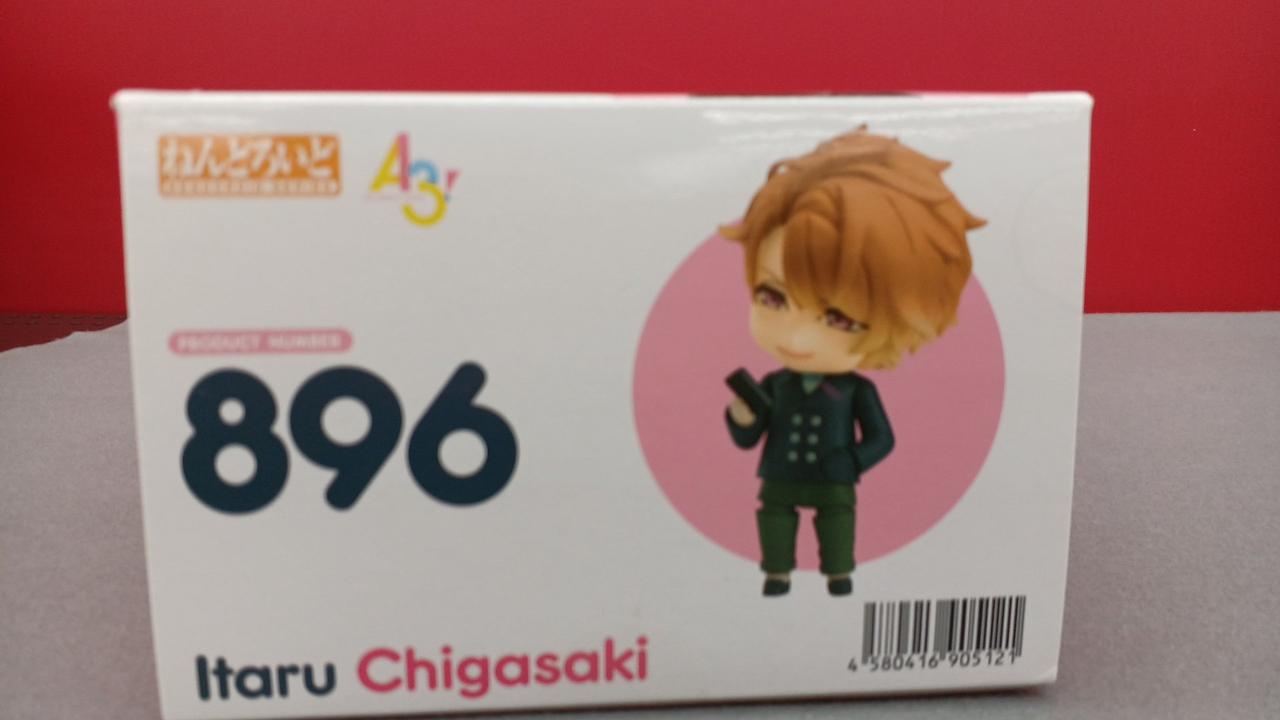 ねんどろいど
A3!
PRODUCT NUMBER
896
Itaru Chigasaki
4 580416 905121